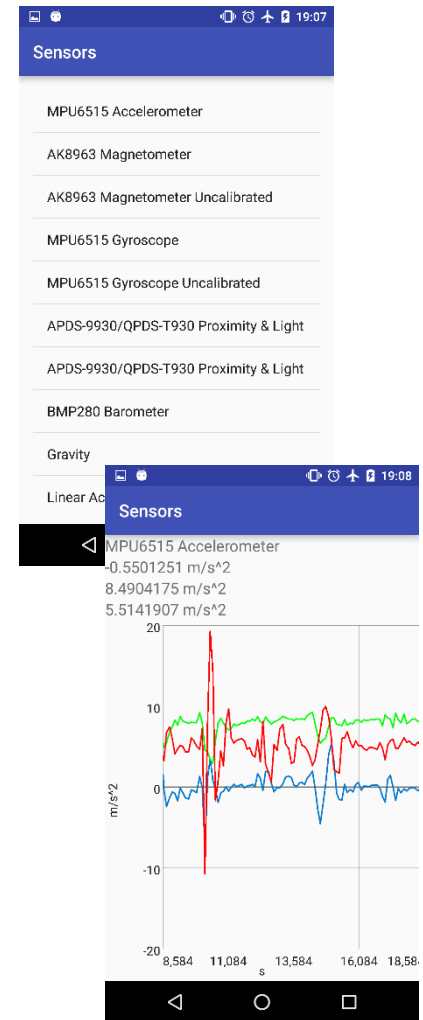 19:07
Sensors
MPU6515 Accelerometer
AK8963 Magnetometer
AK8963 Magnetometer Uncalibrated
MPU6515 Gyroscope
MPU6515 Gyroscope Uncalibrated
APDS-9930/QPDS-T930 Proximity & Light
APDS-9930/QPDS-T930 Proximity & Light
BMP280 Barometer
Gravity
Linear Ac
19:08
Sensors
MPU6515 Accelerometer
-0.5501251 m/s^2
8.4904175 m/s^2
5.5141907 m/s^2
20
10
0
-10
-20
m/s^2
8,584 11,084 13,584 16,084 18,58
s